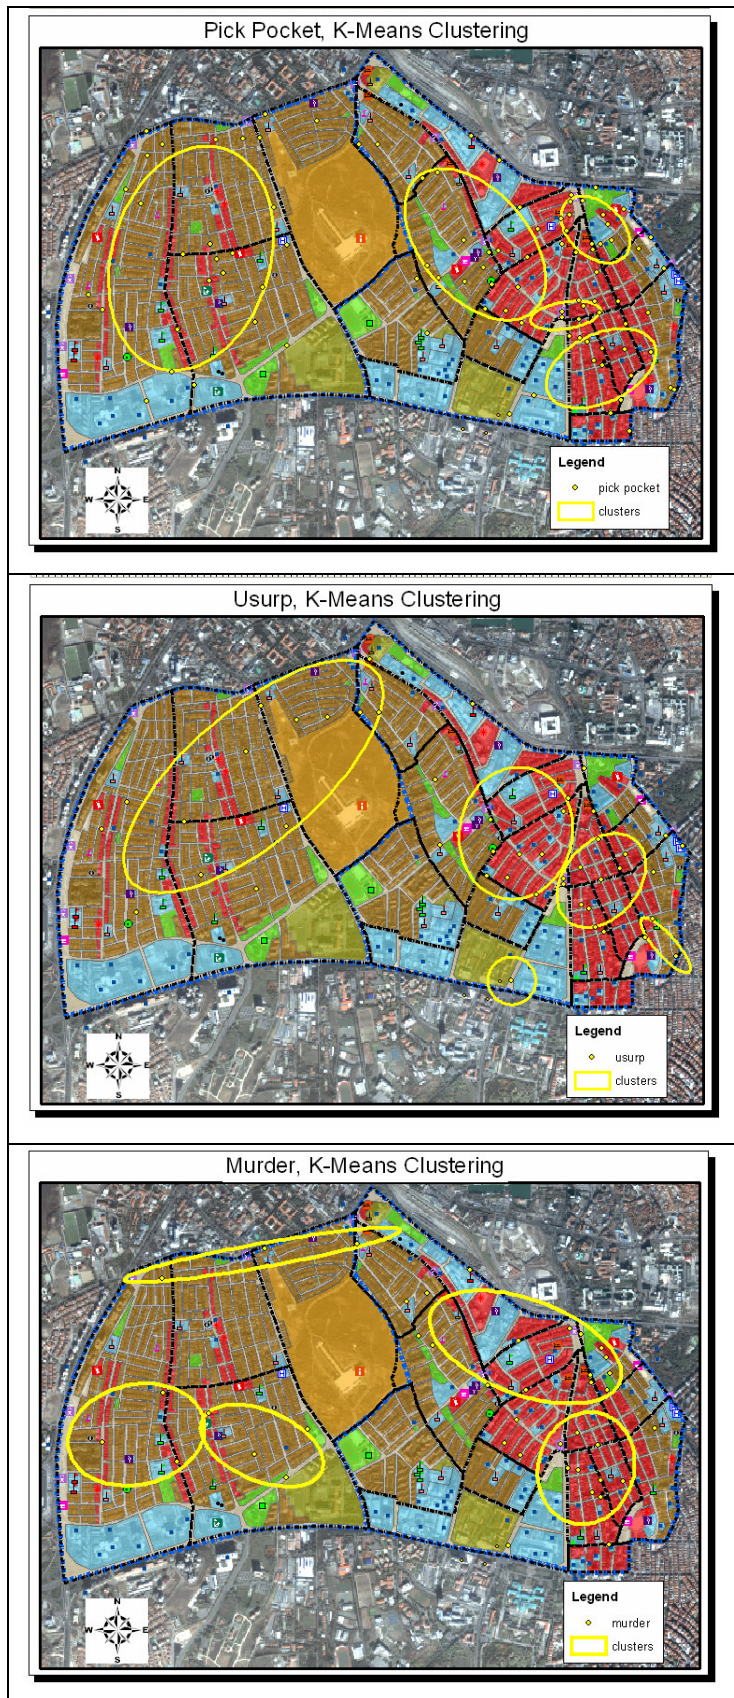 Pick Pocket, K-Means Clustering
N
W E
S
Legend
pick pocket
clusters
Usurp, K-Means Clustering
N
W E
S
Legend
usurp
clusters
Murder, K-Means Clustering
N
W E
S
Legend
murder
clusters